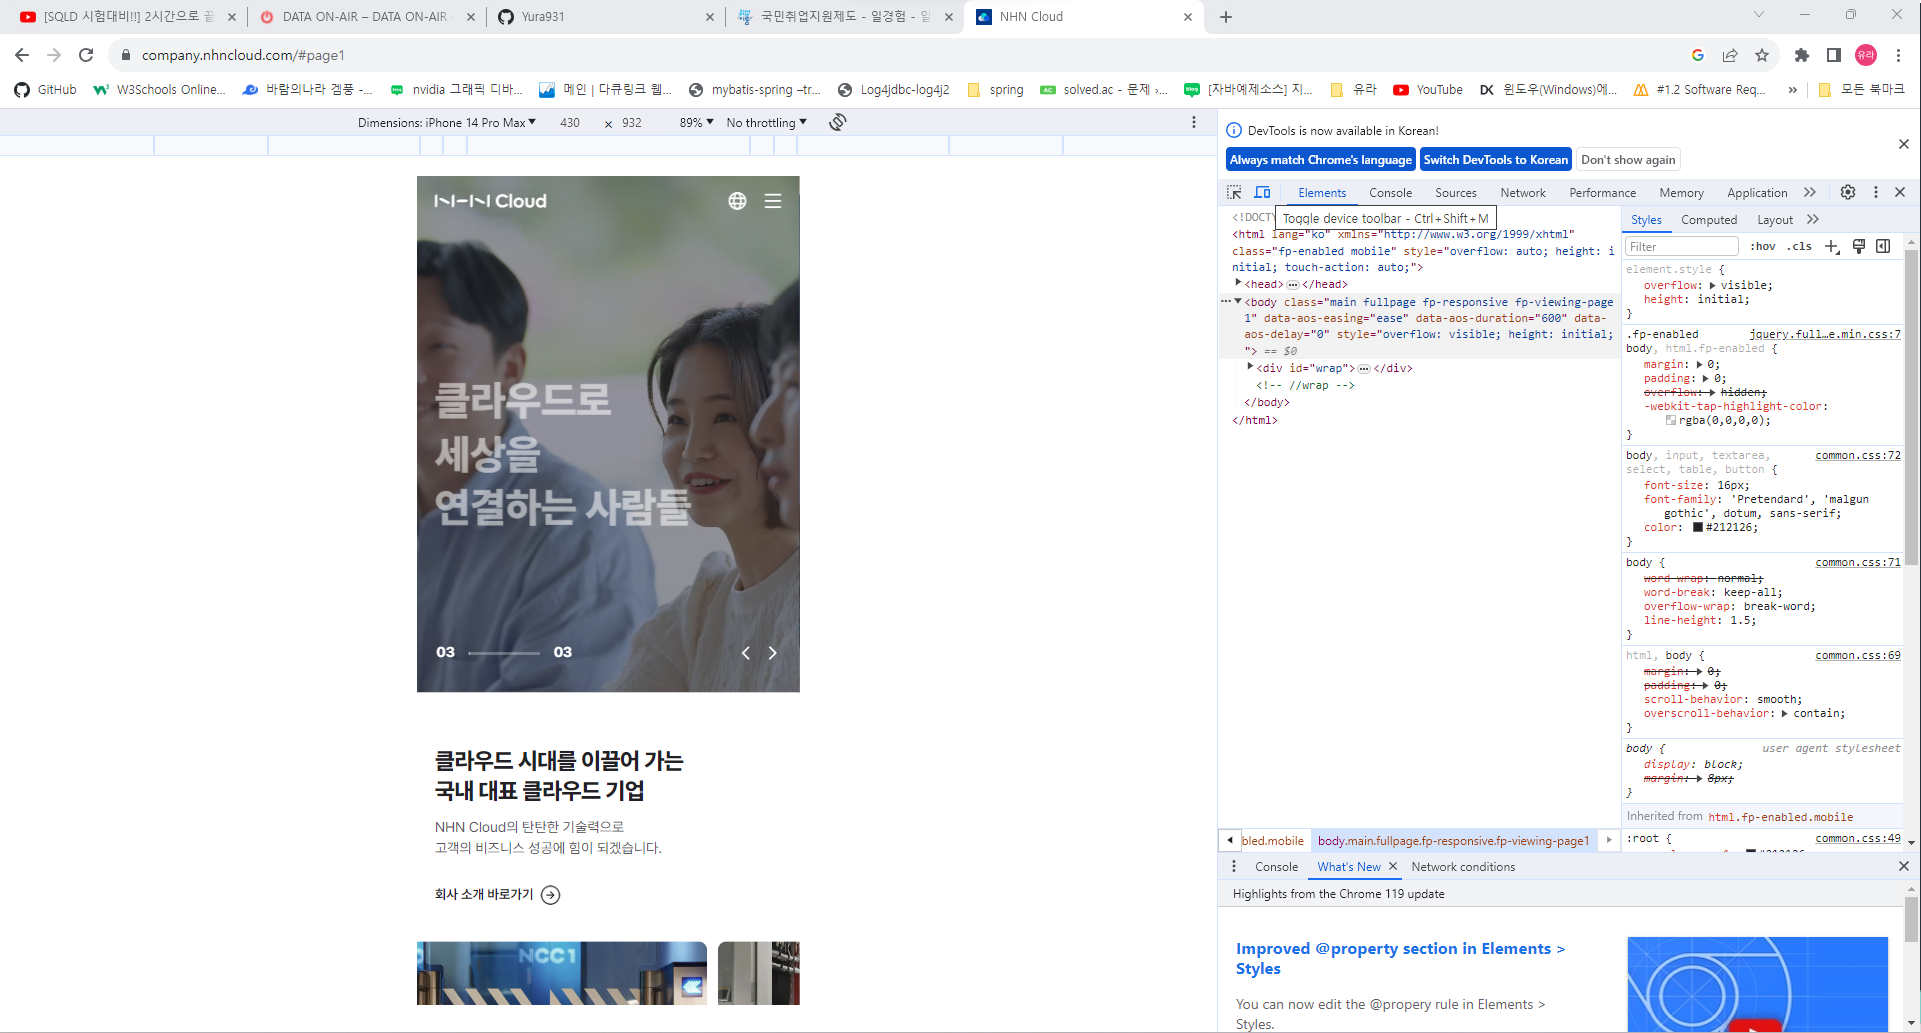 [SQLD 시험대비!!] 2시간으로 끝
DATA ON-AIR – DATA ON-AIR
Yura931
국민취업지원제도 - 일경험 - 일
NHN Cloud
company.nhncloud.com/#page1
유라
GitHub
W3Schools Online...
바람의나라 겜풍 -...
nvidia 그래픽 디바...
메인 | 다큐링크 웹...
mybatis-spring –tr...
Log4jdbc-log4j2
spring
solved.ac - 문제 ›...
[자바예제소스] 지...
유라
YouTube
윈도우(Windows)에...
#1.2 Software Req...
»
모든 북마크
Dimensions: iPhone 14 Pro Max
430 × 932
89%
No throttling
NHN Cloud
클라우드로
세상을
연결하는 사람들
03 03
클라우드 시대를 이끌어 가는
국내 대표 클라우드 기업
NHN Cloud의 탄탄한 기술력으로
고객의 비즈니스 성공에 힘이 되겠습니다.
회사 소개 바로가기
NCC1
DevTools is now available in Korean!
Always match Chrome's language
Switch DevTools to Korean
Don't show again
Elements Console Sources Network Performance Memory Application
<!DOCTY
Toggle device toolbar - Ctrl+Shift+M
<html lang="ko" xmlns="http://www.w3.org/1999/xhtml"
class="fp-enabled mobile" style="overflow: auto; height: i
nitial; touch-action: auto;">
<head>…</head>
<body class="main fullpage fp-responsive fp-viewing-page
1" data-aos-easing="ease" data-aos-duration="600" data-
aos-delay="0" style="overflow: visible; height: initial;
"> == $0
<div id="wrap">…</div>
<!-- //wrap -->
</body>
</html>
bled.mobile
body.main.fullpage.fp-responsive.fp-viewing-page1
Styles Computed Layout
Filter
:hov .cls
element.style {
overflow: visible;
height: initial;
}
.fp-enabled jquery.full…e.min.css:7
body, html.fp-enabled {
margin: 0;
padding: 0;
overflow: hidden;
-webkit-tap-highlight-color:
rgba(0,0,0,0);
}
body, input, textarea, common.css:72
select, table, button {
font-size: 16px;
font-family: 'Pretendard', 'malgun
gothic', dotum, sans-serif;
color: #212126;
}
body { common.css:71
word-wrap: normal;
word-break: keep-all;
overflow-wrap: break-word;
line-height: 1.5;
}
html, body { common.css:69
margin: 0;
padding: 0;
scroll-behavior: smooth;
overscroll-behavior: contain;
}
body { user agent stylesheet
display: block;
margin: 8px;
}
Inherited from html.fp-enabled.mobile
:root { common.css:49
Console What's New Network conditions
Highlights from the Chrome 119 update
Improved @property section in Elements >
Styles
You can now edit the @propery rule in Elements >
Styles.